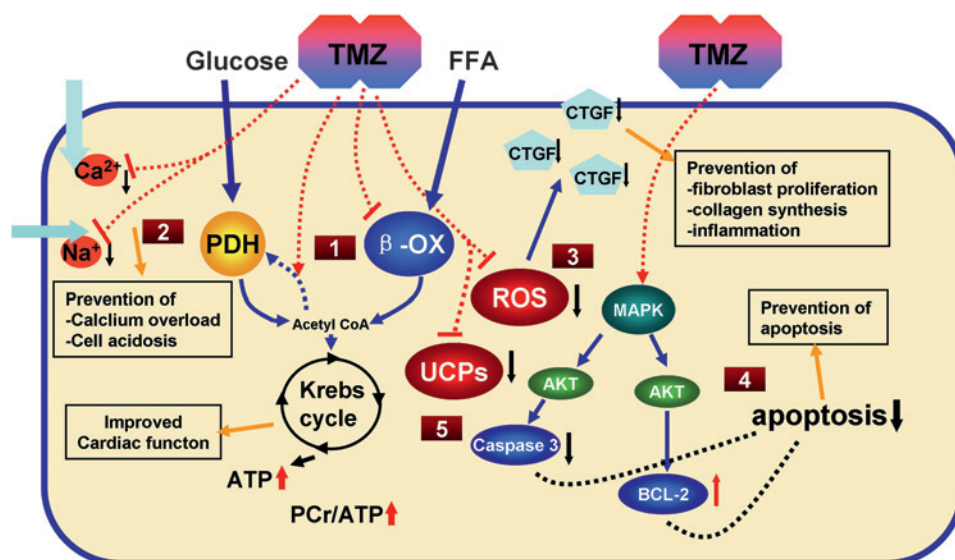 TMZ
TMZ
Glucose
FFA
CTGF
CTGF
CTGF
Ca2+
Na+
2
PDH
1
β-OX
3
ROS
MAPK
Prevention of
-fibroblast proliferation
-collagen synthesis
-inflammation
Prevention of
-Calclium overload
-Cell acidosis
Acetyl CoA
UCPs
Prevention of
apoptosis
Krebs
cycle
AKT
AKT
4
apoptosis
Improved
Cardiac functon
5
Caspase 3
ATP
BCL-2
PCr/ATP